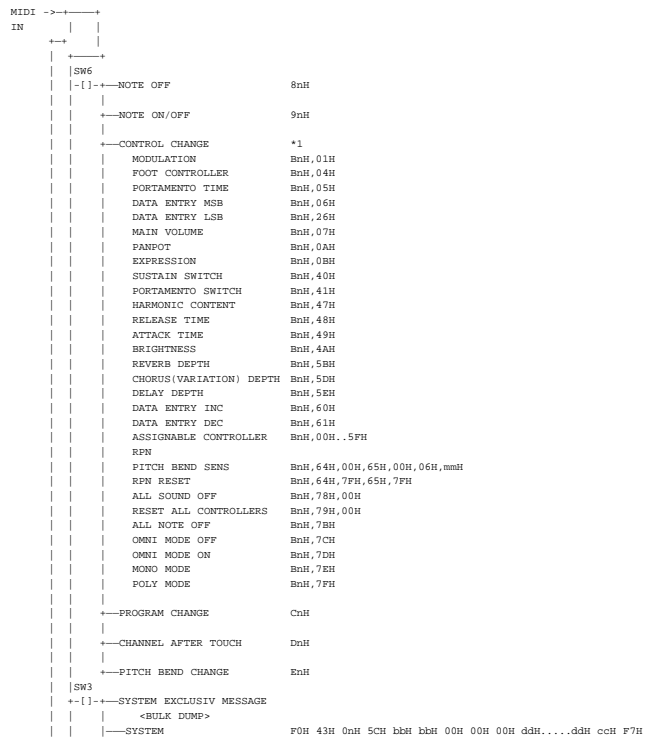 MIDI ->-+----+
IN | |
SW6
-[]-+--NOTE OFF 8nH
+--NOTE ON/OFF 9nH
+--CONTROL CHANGE *1
MODULATION BnH,01H
FOOT CONTROLLER BnH,04H
PORTAMENTO TIME BnH,05H
DATA ENTRY MSB BnH,06H
DATA ENTRY LSB BnH,26H
MAIN VOLUME BnH,07H
PANPOT BnH,0AH
EXPRESSION BnH,0BH
SUSTAIN SWITCH BnH,40H
PORTAMENTO SWITCH BnH,41H
HARMONIC CONTENT BnH,47H
RELEASE TIME BnH,48H
ATTACK TIME BnH,49H
BRIGHTNESS BnH,4AH
REVERB DEPTH BnH,5BH
CHORUS(VARIATION) DEPTH BnH,5DH
DELAY DEPTH BnH,5EH
DATA ENTRY INC BnH,60H
DATA ENTRY DEC BnH,61H
ASSIGNABLE CONTROLLER BnH,00H..5FH
RPN
PITCH BEND SENS BnH,64H,00H,65H,00H,06H,mmH
RPN RESET BnH,64H,7FH,65H,7FH
ALL SOUND OFF BnH,78H,00H
RESET ALL CONTROLLERS BnH,79H,00H
ALL NOTE OFF BnH,7BH
OMNI MODE OFF BnH,7CH
OMNI MODE ON BnH,7DH
MONO MODE BnH,7EH
POLY MODE BnH,7FH
+--PROGRAM CHANGE CnH
+--CHANNEL AFTER TOUCH DnH
+--PITCH BEND CHANGE EnH
SW3
+-[]-+--SYSTEM EXCLUSIV MESSAGE
<BULK DUMP>
|---SYSTEM F0H 43H 0nH 5CH bbH bbH 00H 00H 00H ddH.....ddH ccH F7H